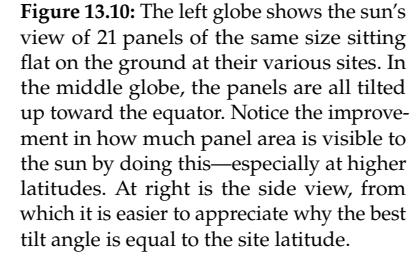 Figure 13.10: The left globe shows the sun’s
view of 21 panels of the same size sitting
flat on the ground at their various sites. In
the middle globe, the panels are all tilted
up toward the equator. Notice the improve-
ment in how much panel area is visible to
the sun by doing this—especially at higher
latitudes. At right is the side view, from
which it is easier to appreciate why the best
tilt angle is equal to the site latitude.